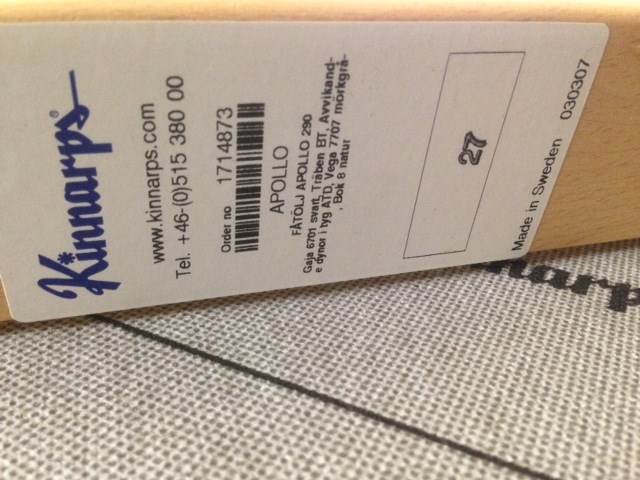 Kinnarps
www.kinnarps.com
Tel. +46-(0)515 380 00
Order no 1714873
APOLLO
FÅTÖLJ APOLLO 290
Gaja 6701 svart, Träben BT, Avvikand-
e dynor i tyg ATD, Vega 7707 mörkgrå-
, Bok 8 natur
27
Made in Sweden 030307